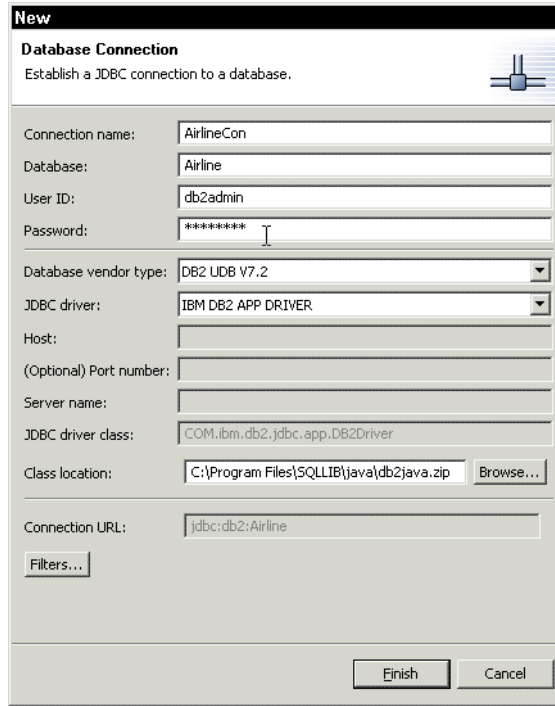 New
Database Connection
Establish a JDBC connection to a database.
Connection name: AirlineCon
Database: Airline
User ID: db2admin
Password: ********
Database vendor type: DB2 UDB V7.2
JDBC driver: IBM DB2 APP DRIVER
Host:
(Optional) Port number:
Server name:
JDBC driver class: COM.ibm.db2.jdbc.app.DB2Driver
Class location: C:\Program Files\SQLLIB\java\db2java.zip Browse...
Connection URL: jdbc:db2:Airline
Filters...
Finish Cancel